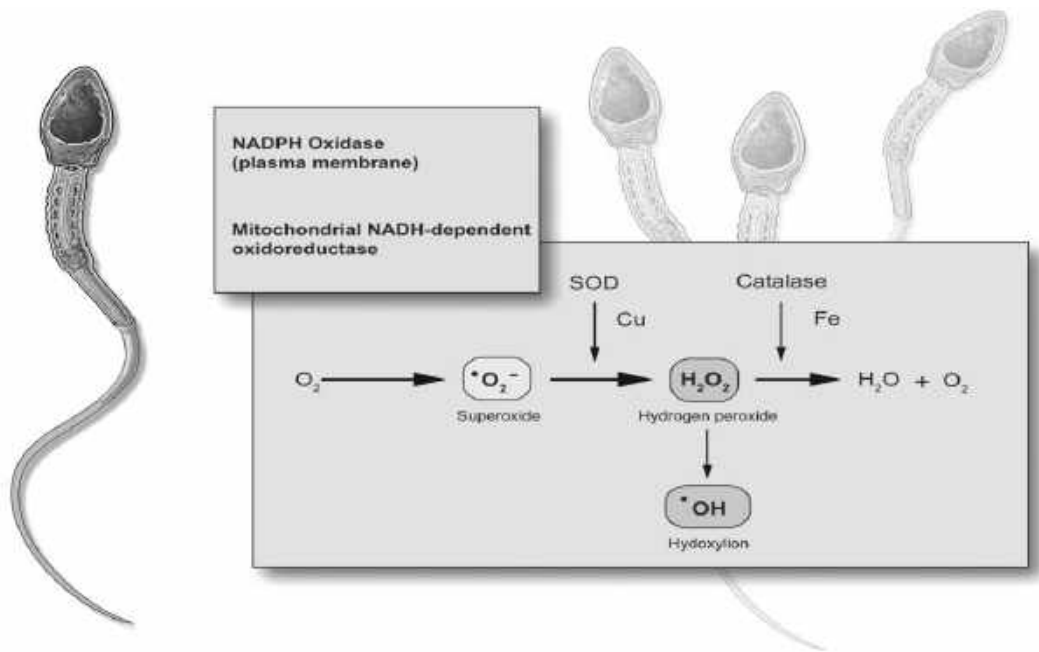 NADPH Oxidase
(plasma membrane)
Mitochondrial NADH-dependent
oxidoreductase
SOD
Catalase
Cu
Fe
O₂
•O₂⁻
H₂O₂
H₂O + O₂
Superoxide
Hydrogen peroxide
•OH
Hydoxylion